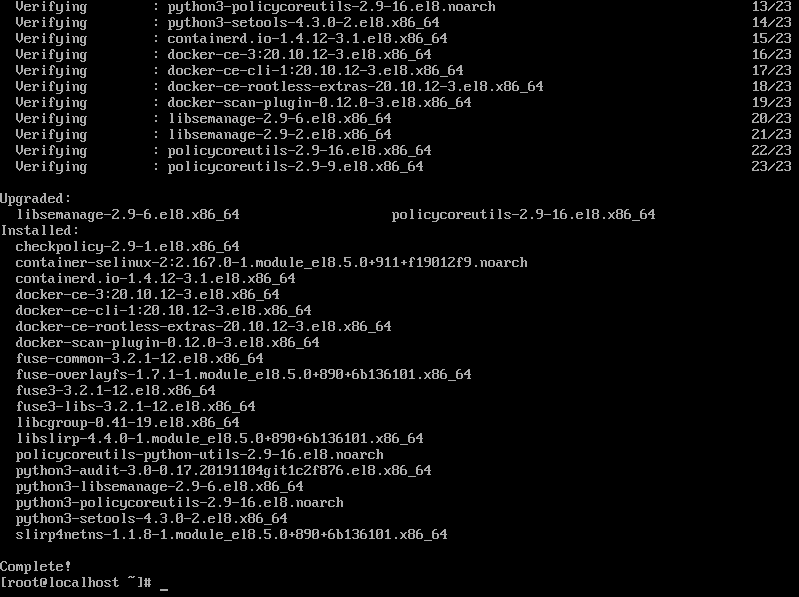 Verifying : python3-policycoreutils-2.9-16.el8.noarch 13/23
Verifying : python3-setools-4.3.0-2.el8.x86_64 14/23
Verifying : containerd.io-1.4.12-3.1.el8.x86_64 15/23
Verifying : docker-ce-3:20.10.12-3.el8.x86_64 16/23
Verifying : docker-ce-cli-1:20.10.12-3.el8.x86_64 17/23
Verifying : docker-ce-rootless-extras-20.10.12-3.el8.x86_64 18/23
Verifying : docker-scan-plugin-0.12.0-3.el8.x86_64 19/23
Verifying : libsemanage-2.9-6.el8.x86_64 20/23
Verifying : libsemanage-2.9-2.el8.x86_64 21/23
Verifying : policycoreutils-2.9-16.el8.x86_64 22/23
Verifying : policycoreutils-2.9-9.el8.x86_64 23/23
Upgraded:
libsemanage-2.9-6.el8.x86_64 policycoreutils-2.9-16.el8.x86_64
Installed:
checkpolicy-2.9-1.el8.x86_64
container-selinux-2:2.167.0-1.module_el8.5.0+911+f19012f9.noarch
containerd.io-1.4.12-3.1.el8.x86_64
docker-ce-3:20.10.12-3.el8.x86_64
docker-ce-cli-1:20.10.12-3.el8.x86_64
docker-ce-rootless-extras-20.10.12-3.el8.x86_64
docker-scan-plugin-0.12.0-3.el8.x86_64
fuse-common-3.2.1-12.el8.x86_64
fuse-overlayfs-1.7.1-1.module_el8.5.0+890+6b136101.x86_64
fuse3-3.2.1-12.el8.x86_64
fuse3-libs-3.2.1-12.el8.x86_64
libcgroup-0.41-19.el8.x86_64
libslirp-4.4.0-1.module_el8.5.0+890+6b136101.x86_64
policycoreutils-python-utils-2.9-16.el8.noarch
python3-audit-3.0-0.17.20191104git1c2f876.el8.x86_64
python3-libsemanage-2.9-6.el8.x86_64
python3-policycoreutils-2.9-16.el8.noarch
python3-setools-4.3.0-2.el8.x86_64
slirp4netns-1.1.8-1.module_el8.5.0+890+6b136101.x86_64
Complete!
[root@localhost ~]# _